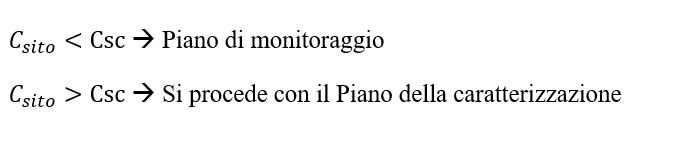 C_sito < Csc → Piano di monitoraggio
C_sito > Csc → Si procede con il Piano della caratterizzazione